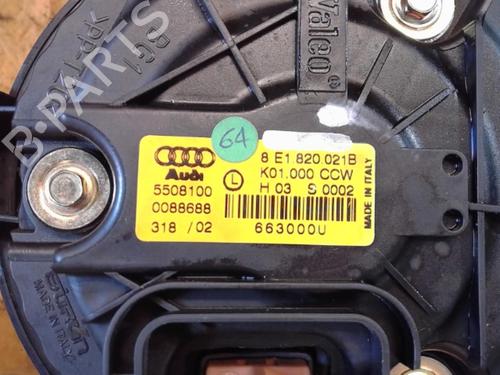 B-PARTS
Valeo
64
Audi
8 E1 820 021B
K01.000 CCW
L
H 03 S 0002
5508100
0088688
318 / 02
663000U
MADE IN ITALY
MADE IN
ITALY